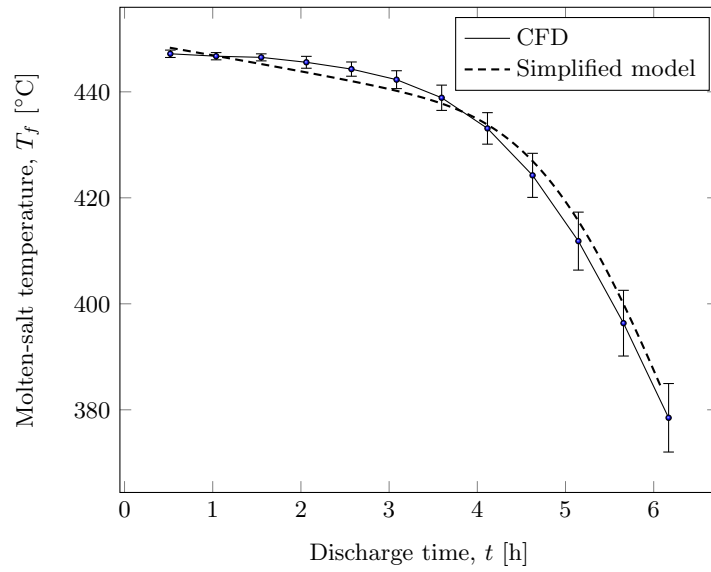 CFD
Simplified model
440
420
400
380
Molten-salt temperature, T_f [°C]
0 1 2 3 4 5 6
Discharge time, t [h]